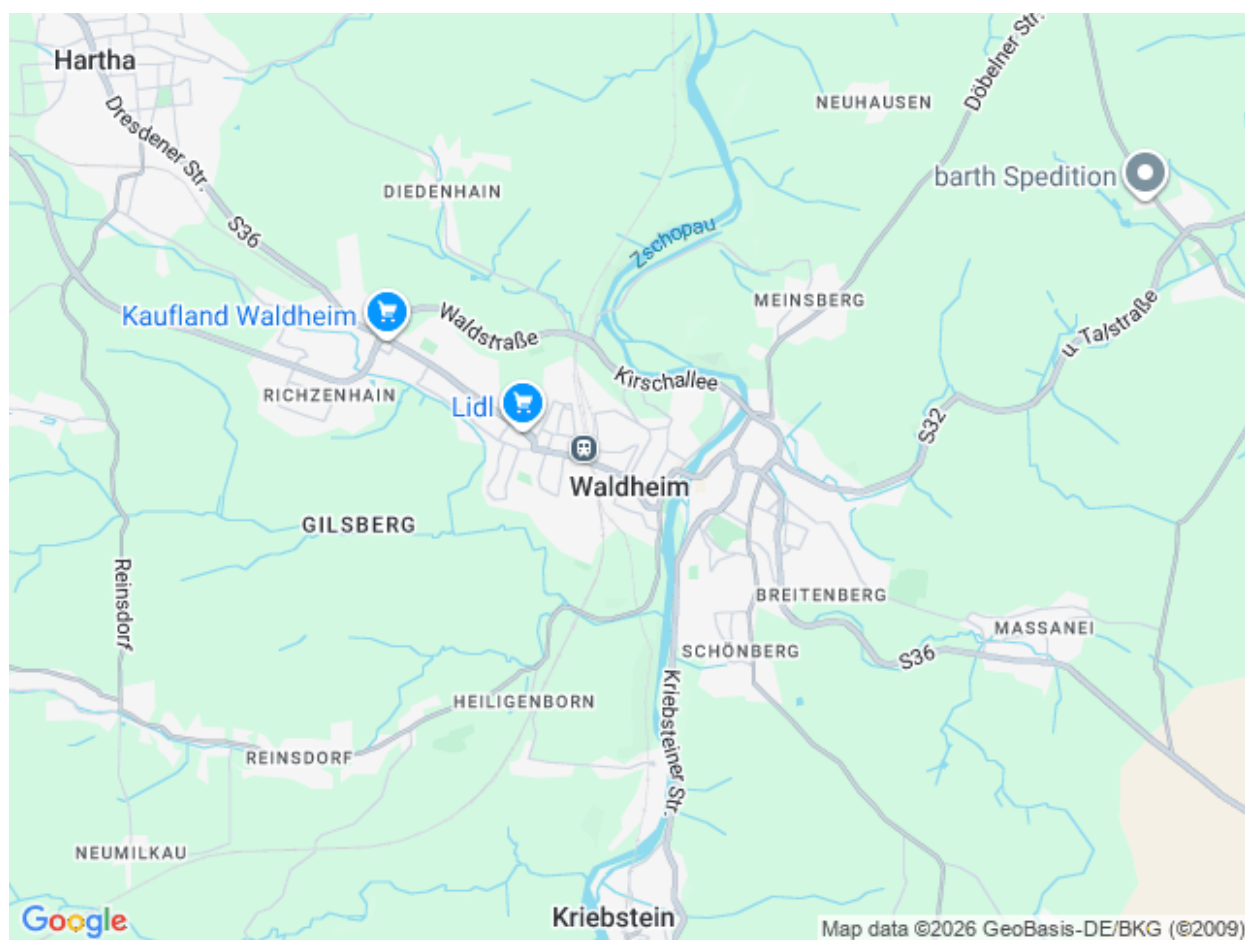 Hartha
Döbelner Str.
NEUHAUSEN
Dresdener Str.
barth Spedition
DIEDENHAIN
S36
Zschopau
MEINSBERG
Kaufland Waldheim
Waldstraße
u. Talstraße
RICHZENHAIN
Kirschallee
Lidl
S32
Waldheim
GILSBERG
Reinsdorf
BREITENBERG
MASSANEI
SCHÖNBERG
S36
HEILIGENBORN
Kriebsteiner Str.
REINSDORF
NEUMILKAU
Kriebstein
Google
Map data ©2026 GeoBasis-DE/BKG (©2009)